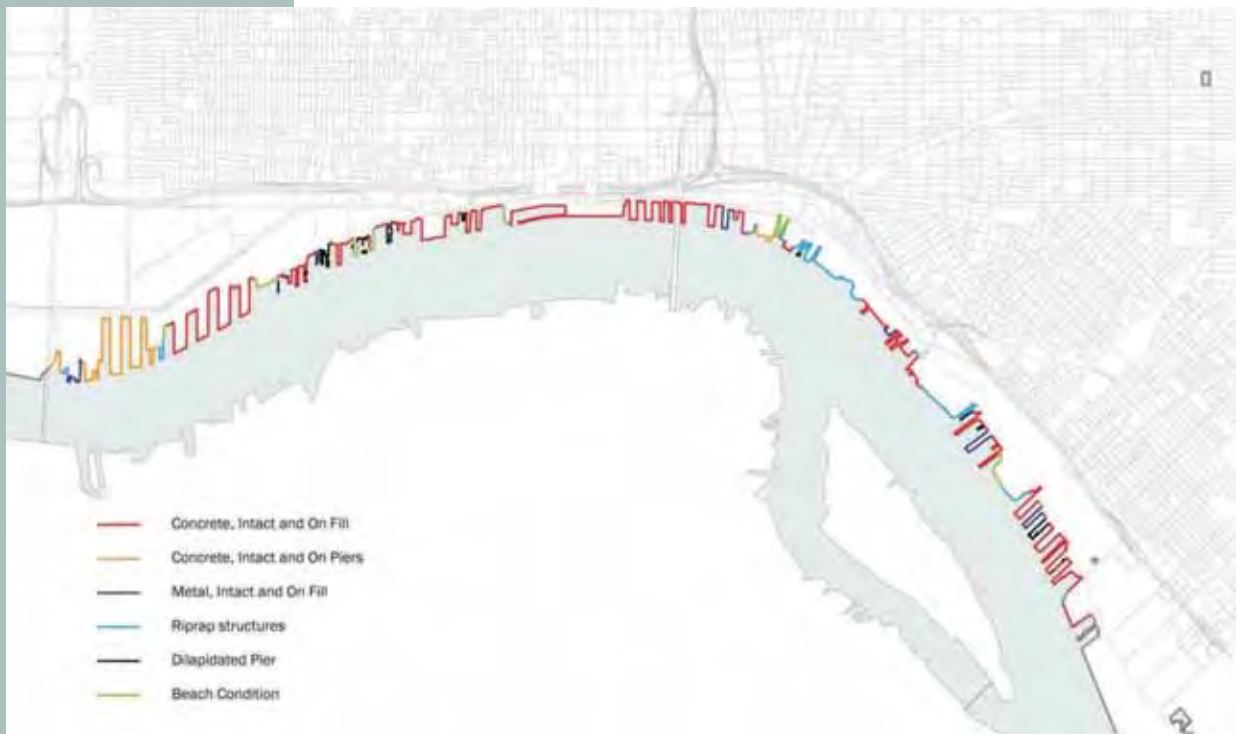 Concrete, Intact and On Fill
Concrete, Intact and On Piers
Metal, Intact and On Fill
Riprap structures
Dilapidated Pier
Beach Condition